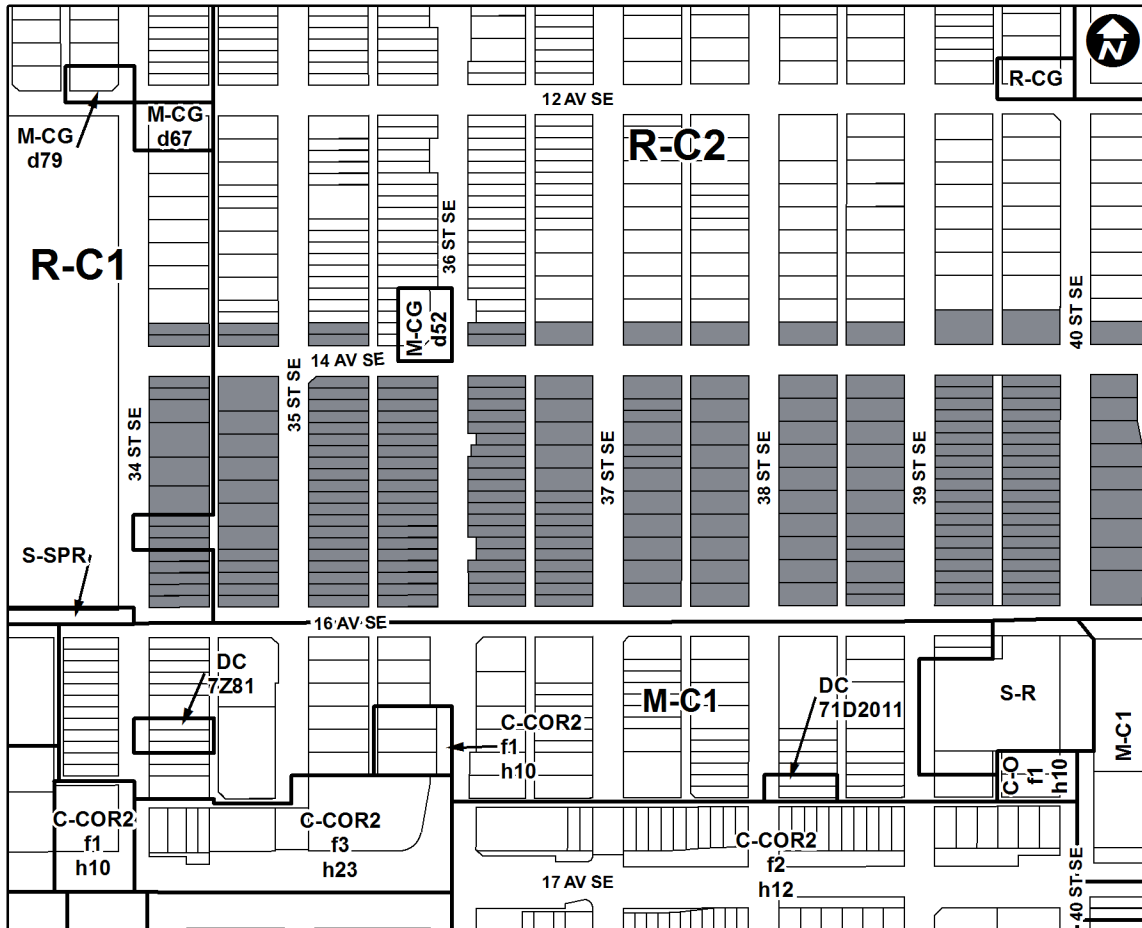 N
R-CG
12 AV SE
M-CG
d79
M-CG
d67
R-C2
R-C1
36 ST SE
40 ST SE
M-CG
d52
14 AV SE
35 ST SE
34 ST SE
37 ST SE
38 ST SE
39 ST SE
S-SPR
16 AV SE
DC
7Z81
M-C1
DC
71D2011
S-R
M-C1
C-COR2
f1
h10
C-O
f1
h10
C-COR2
f1
h10
C-COR2
f3
h23
C-COR2
f2
h12
17 AV SE
40 ST SE